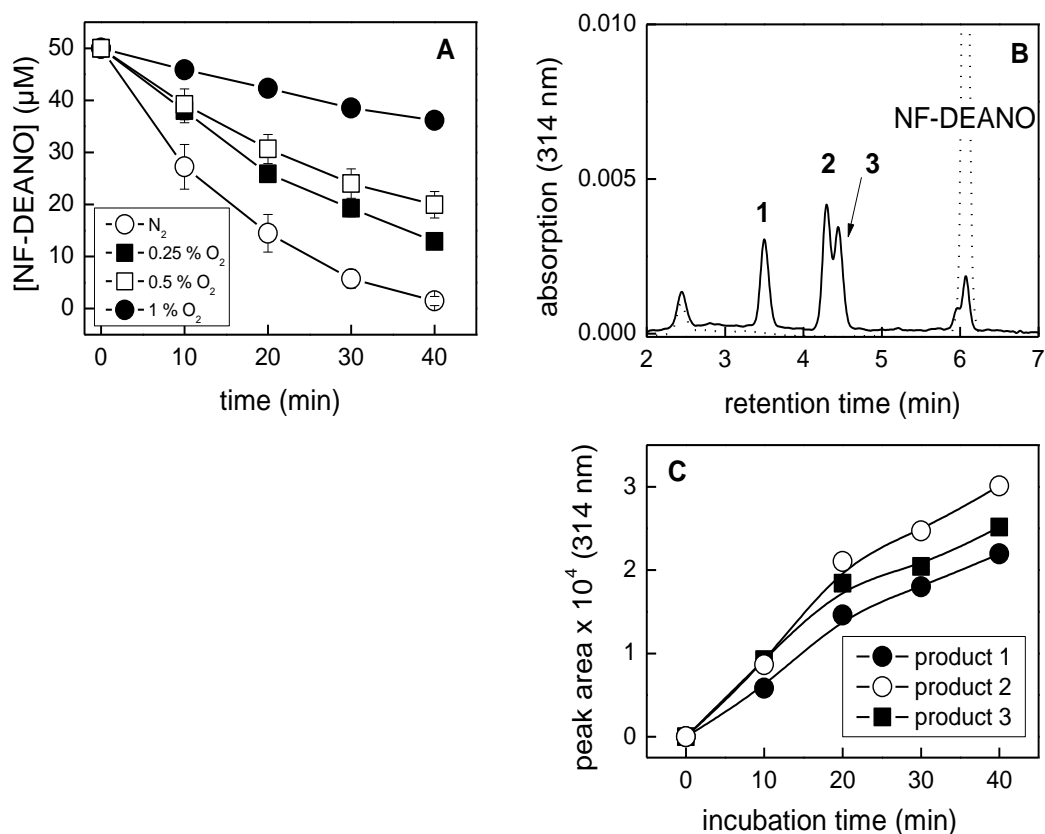 A
[NF-DEANO] (µM)
50
40
30
20
10
0
N2
0.25 % O2
0.5 % O2
1 % O2
0 10 20 30 40
time (min)
B
absorption (314 nm)
0.010
0.005
0.000
NF-DEANO
1
2 3
2 3 4 5 6 7
retention time (min)
C
peak area x 10^4 (314 nm)
3
2
1
0
product 1
product 2
product 3
0 10 20 30 40
incubation time (min)